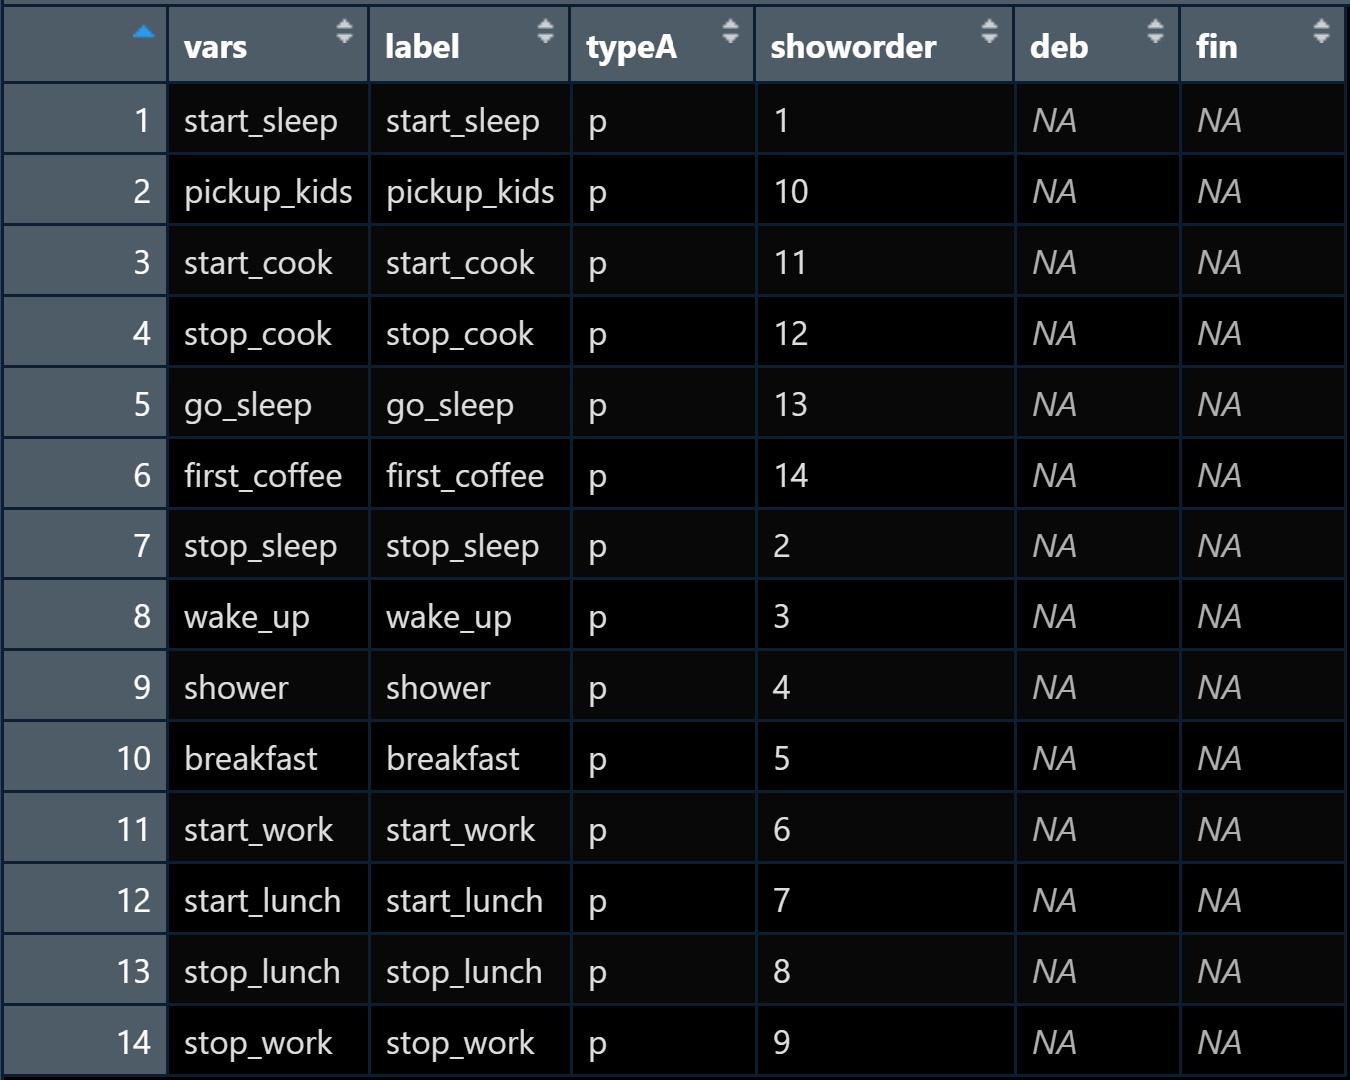 vars label typeA showorder deb fin
1 start_sleep start_sleep p 1 NA NA
2 pickup_kids pickup_kids p 10 NA NA
3 start_cook start_cook p 11 NA NA
4 stop_cook stop_cook p 12 NA NA
5 go_sleep go_sleep p 13 NA NA
6 first_coffee first_coffee p 14 NA NA
7 stop_sleep stop_sleep p 2 NA NA
8 wake_up wake_up p 3 NA NA
9 shower shower p 4 NA NA
10 breakfast breakfast p 5 NA NA
11 start_work start_work p 6 NA NA
12 start_lunch start_lunch p 7 NA NA
13 stop_lunch stop_lunch p 8 NA NA
14 stop_work stop_work p 9 NA NA